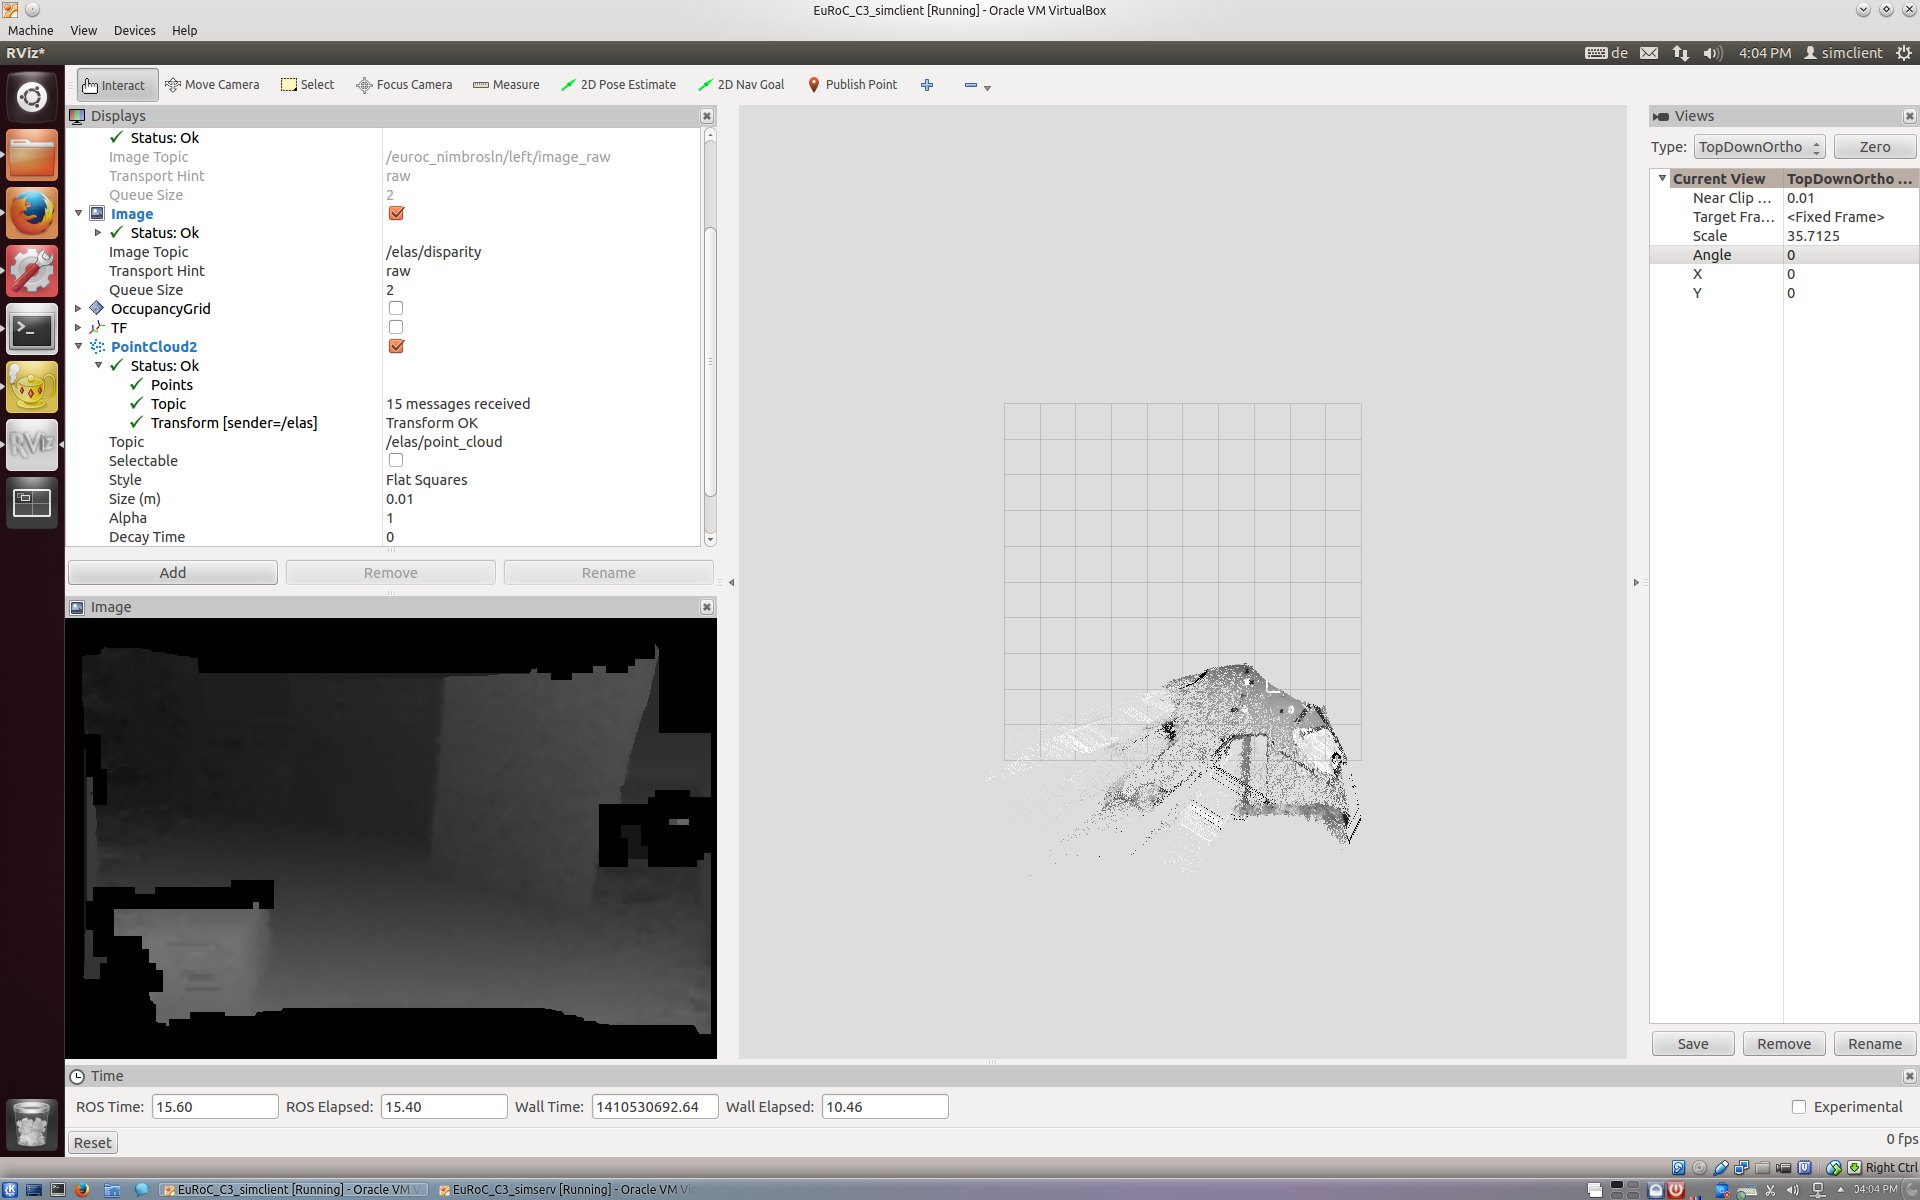 EuRoC_C3_simclient [Running] - Oracle VM VirtualBox
Machine View Devices Help
RViz* de 4:04 PM simclient
Interact Move Camera Select Focus Camera Measure 2D Pose Estimate 2D Nav Goal Publish Point
Displays
Status: Ok
Image Topic /euroc_nimbrosln/left/image_raw
Transport Hint raw
Queue Size 2
Image
Status: Ok
Image Topic /elas/disparity
Transport Hint raw
Queue Size 2
OccupancyGrid
TF
PointCloud2
Status: Ok
Points
Topic 15 messages received
Transform [sender=/elas] Transform OK
Topic /elas/point_cloud
Selectable
Style Flat Squares
Size (m) 0.01
Alpha 1
Decay Time 0
Add Remove Rename
Image
RViz
Views
Type: TopDownOrtho Zero
Current View TopDownOrtho ...
Near Clip ... 0.01
Target Fra... <Fixed Frame>
Scale 35.7125
Angle 0
X 0
Y 0
Save Remove Rename
Time
ROS Time: 15.60 ROS Elapsed: 15.40 Wall Time: 1410530692.64 Wall Elapsed: 10.46 Experimental
Reset 0 fps
Right Ctrl
EuRoC_C3_simclient [Running] - Oracle VM V EuRoC_C3_simserv [Running] - Oracle VM Vi 04:04 PM